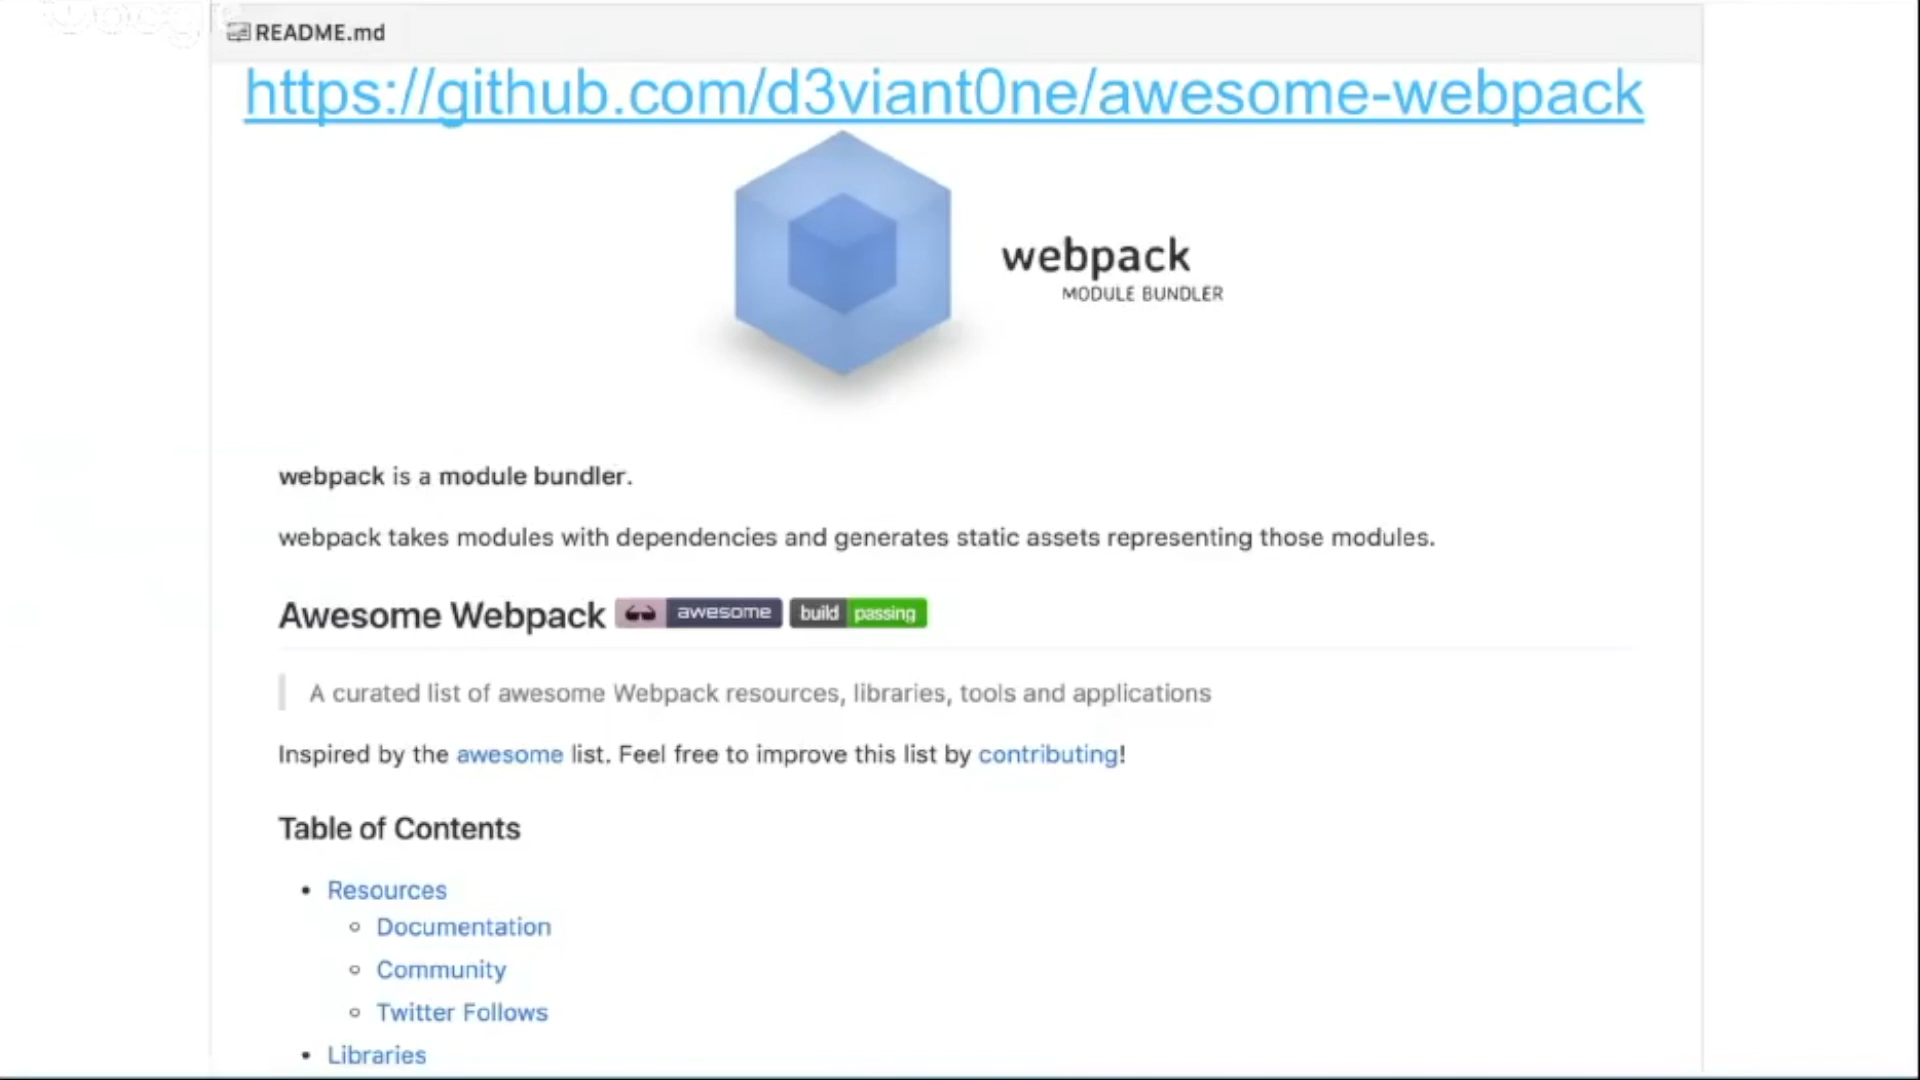 README.md
https://github.com/d3viant0ne/awesome-webpack
webpack
MODULE BUNDLER
webpack is a module bundler.
webpack takes modules with dependencies and generates static assets representing those modules.
Awesome Webpack awesome build passing
A curated list of awesome Webpack resources, libraries, tools and applications
Inspired by the awesome list. Feel free to improve this list by contributing!
Table of Contents
• Resources
◦ Documentation
◦ Community
◦ Twitter Follows
• Libraries